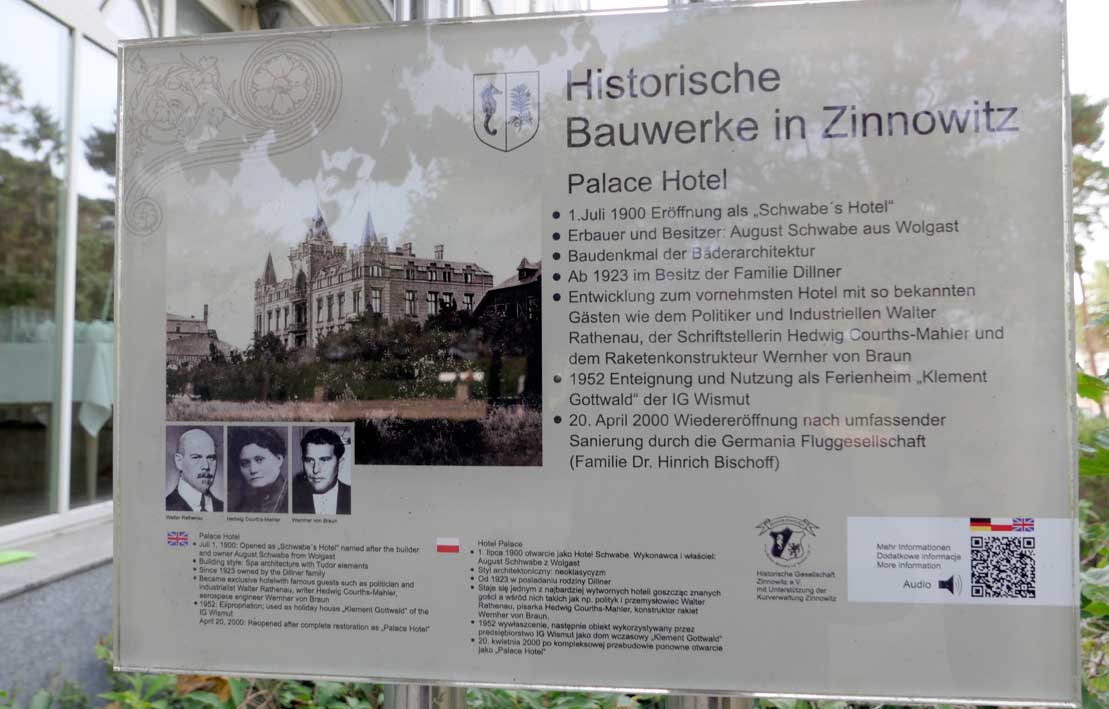 Historische
Bauwerke in Zinnowitz
Palace Hotel
• 1.Juli 1900 Eröffnung als „Schwabe´s Hotel“
• Erbauer und Besitzer: August Schwabe aus Wolgast
• Baudenkmal der Bäderarchitektur
• Ab 1923 im Besitz der Familie Dillner
• Entwicklung zum vornehmsten Hotel mit so bekannten
Gästen wie dem Politiker und Industriellen Walter
Rathenau, der Schriftstellerin Hedwig Courths-Mahler und
dem Raketenkonstrukteur Wernher von Braun
• 1952 Enteignung und Nutzung als Ferienheim „Klement
Gottwald“ der IG Wismut
• 20. April 2000 Wiedereröffnung nach umfassender
Sanierung durch die Germania Fluggesellschaft
(Familie Dr. Hinrich Bischoff)
Walter Rathenau
Hedwig Courths-Mahler
Wernher von Braun
Palace Hotel
• Juli 1, 1900: Opened as „Schwabe´s Hotel“ named after the builder
and owner August Schwabe from Wolgast
• Building style: Spa architecture with Tudor elements
• Since 1923 owned by the Dillner family
• Became exclusive hotelwith famous guests such as politician and
industrielist Walter Rathenau, writer Hedwig Courths-Mahler,
aerospece engineer Wernher von Braun
• 1952: Expropriation; used as holiday house „Klement Gottwald“ of the
IG Wismut
April 20, 2000: Reopened after complete restoration as „Palace Hotel“
Hotel Palace
• 1. lipca 1900 otwarcie jako Hotel Schwabe. Wykonawca i właściel:
August Schhwabe z Wolgast
• Styl architektoniczny: neoklasycyzm
• Od 1923 w posiadaniu rodziny Dillner
• Staje się jednym z najbardziej wytwornych hoteli goszcząc znanych
gości a wśród nich takich jak np. polityk i przemysłowiec Walter
Rathenau, pisarka Hedwig Courths-Mahler, konstruktor rakiet
Wernher von Braun.
• 1952 wywłaszczenie, następnie obiekt wykorzystywany przez
predsiębiorstwo IG Wismut jako dom wczasowy „Klement Gottwald“
• 20. kwietnia 2000 po kompleksowej przebudowie ponowne otwarcie
jako „Palace Hotel“
Historische Gesellschaft
Zinnowitz e.V.
mit Unterstützung der
Kurverwaltung Zinnowitz
Mehr Informationen
Dodatkowe informacje
More information
Audio